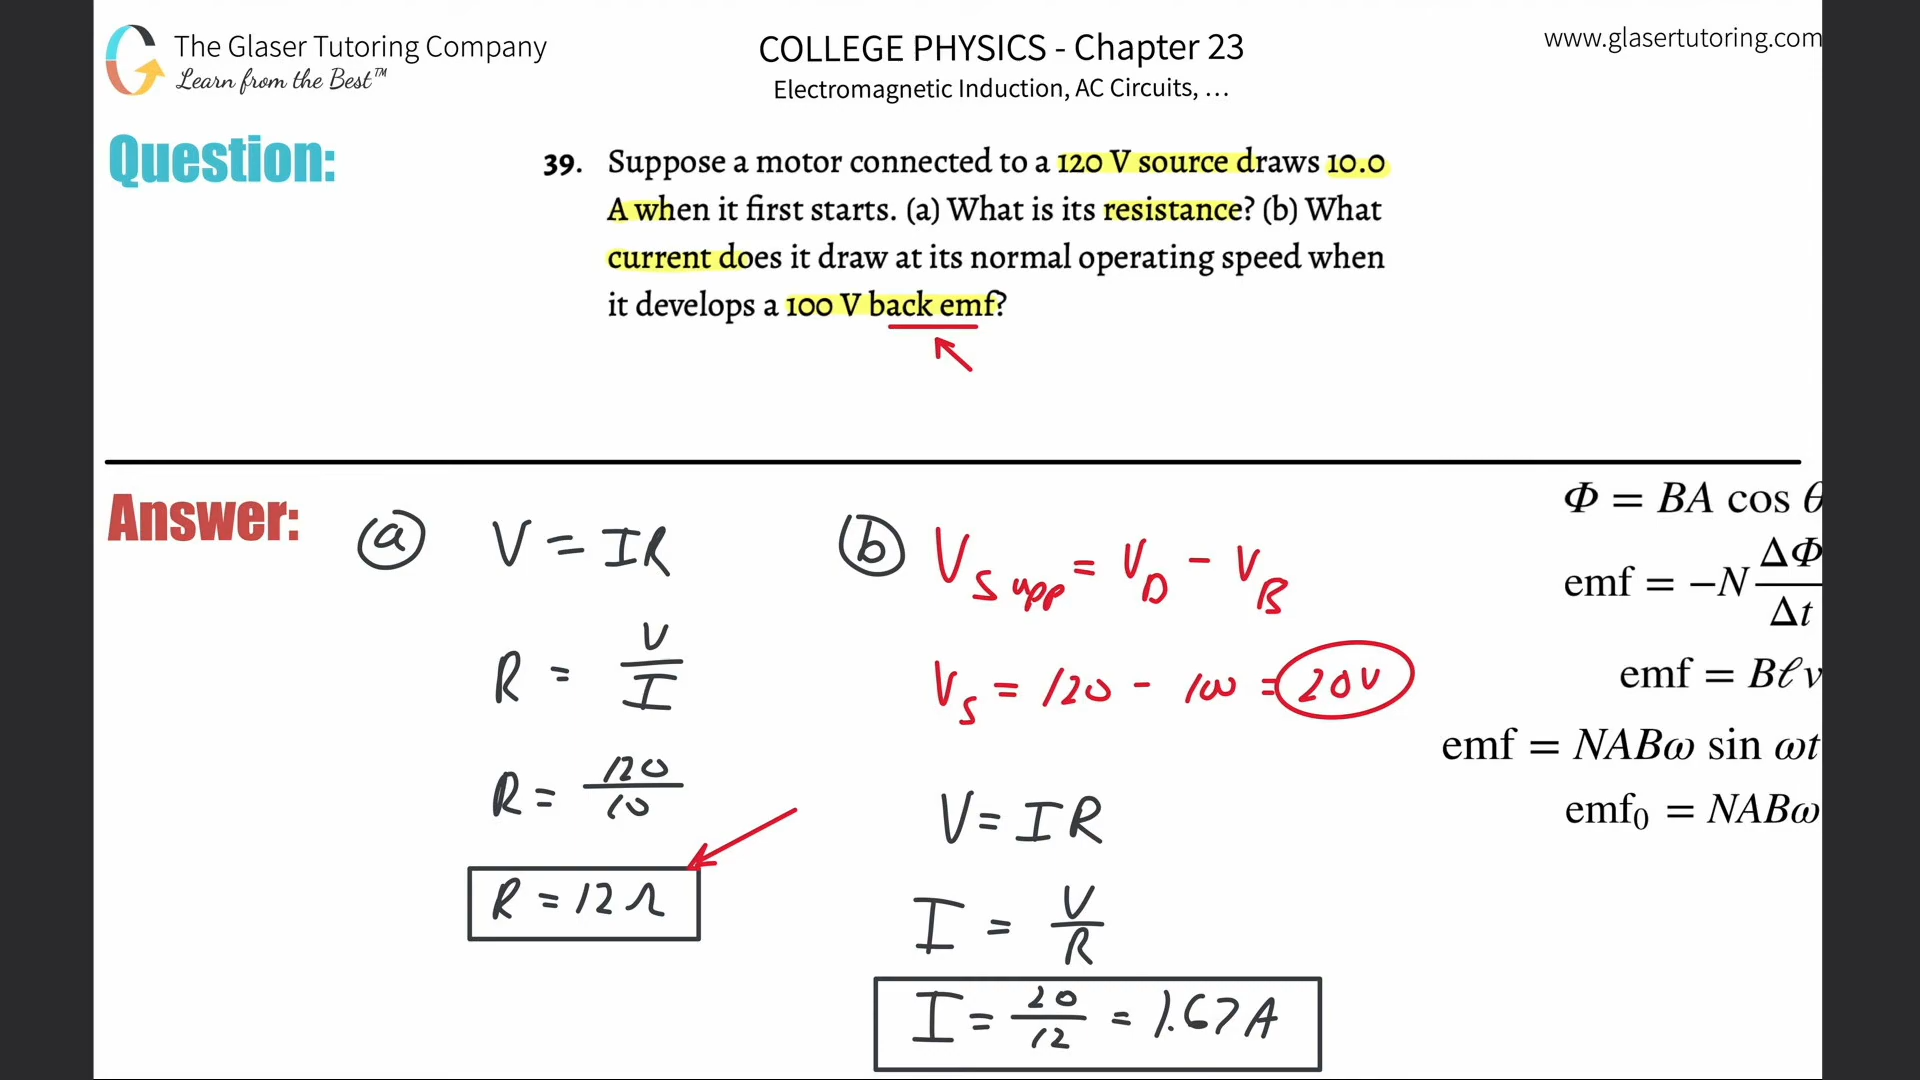 The Glaser Tutoring Company
Learn from the Best™
COLLEGE PHYSICS - Chapter 23
Electromagnetic Induction, AC Circuits, …
www.glasertutoring.com
Question:
39. Suppose a motor connected to a 120 V source draws 10.0
A when it first starts. (a) What is its resistance? (b) What
current does it draw at its normal operating speed when
it develops a 100 V back emf?
Answer:
(a) V = IR
R = V/I
R = 120/10
R = 12 Ω
(b) V_Supp = V_D - V_B
V_S = 120 - 100 = 20V
V = IR
I = V/R
I = 20/12 = 1.67A
Φ = BA cos θ
emf = −N ΔΦ/Δt
emf = Bℓv
emf = NABω sin ωt
emf₀ = NABω